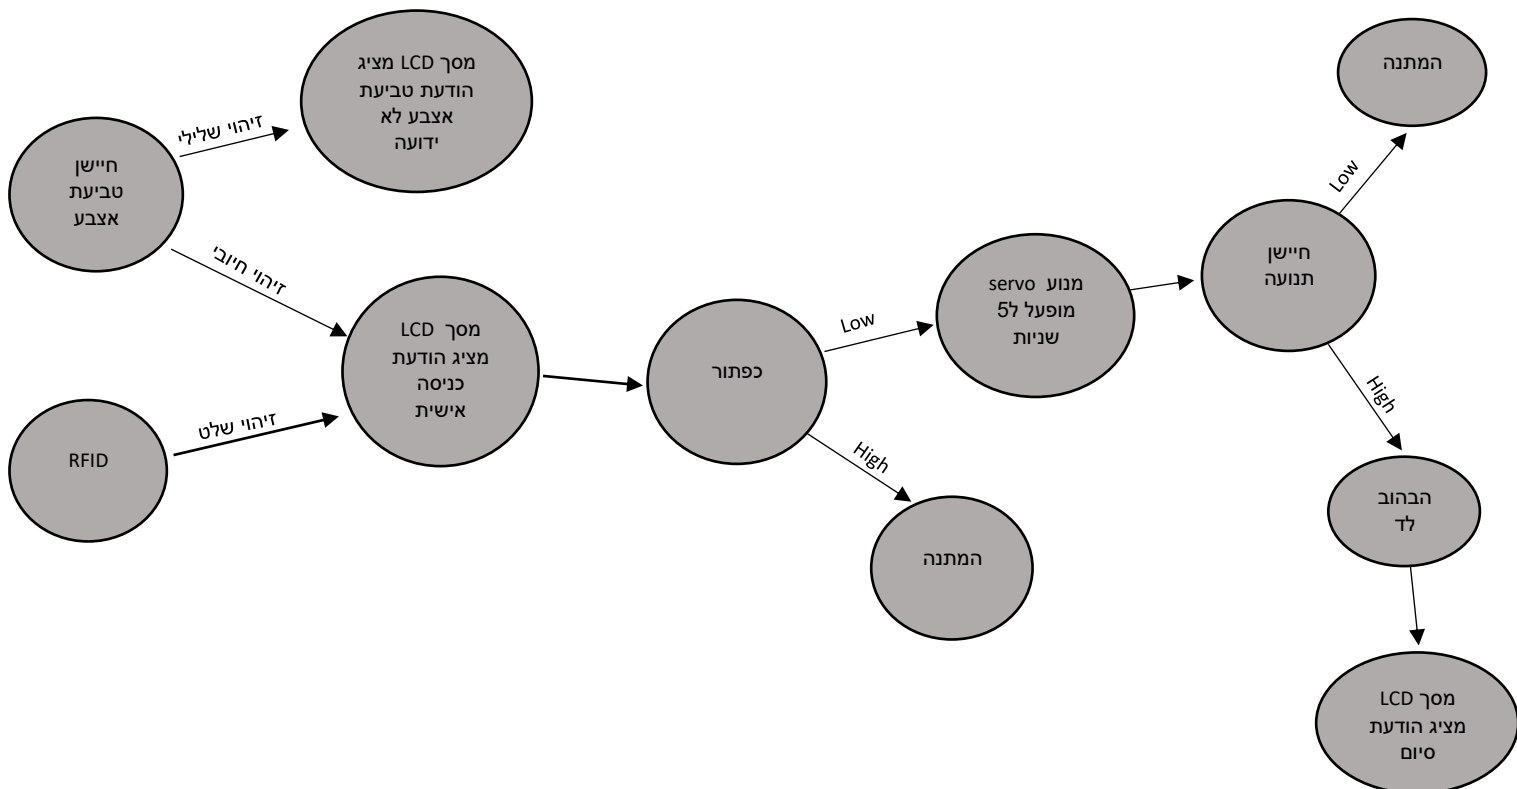 חיישן
טביעת
אצבע
זיהוי שלילי
מסך LCD מציג
הודעת טביעת
אצבע לא
ידועה
זיהוי חיובי
RFID
זיהוי שלט
מסך LCD
מציג הודעת
כניסה
אישית
כפתור
Low
High
המתנה
מנוע servo
מופעל ל5
שניות
חיישן
תנועה
Low
המתנה
High
הבהוב
לד
מסך LCD
מציג הודעת
סיום